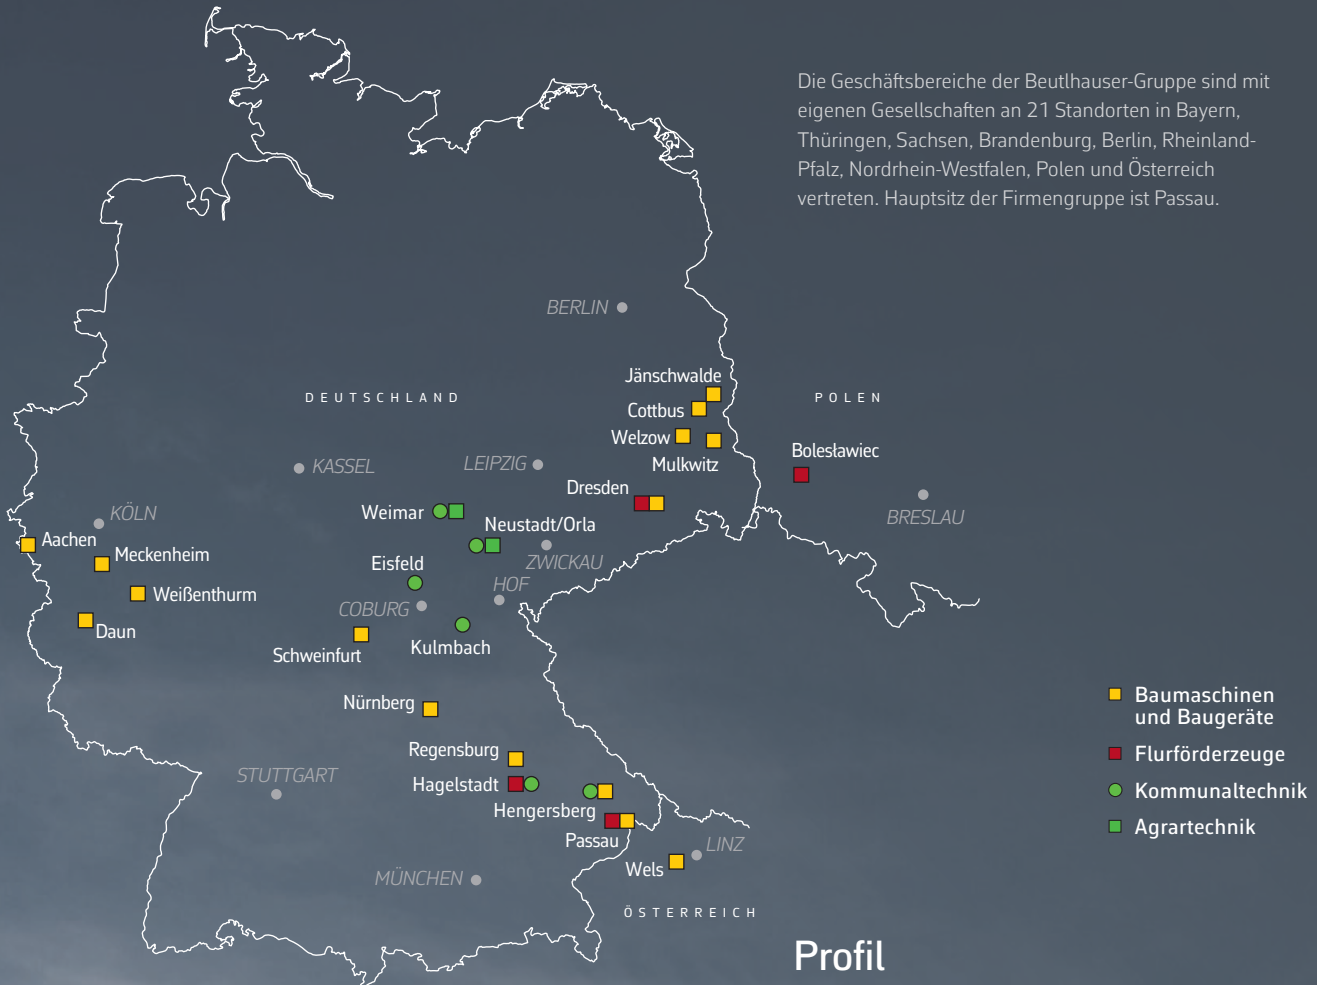 Die Geschäftsbereiche der Beutlhauser-Gruppe sind mit
eigenen Gesellschaften an 21 Standorten in Bayern,
Thüringen, Sachsen, Brandenburg, Berlin, Rheinland-
Pfalz, Nordrhein-Westfalen, Polen und Österreich
vertreten. Hauptsitz der Firmengruppe ist Passau.
BERLIN
Jänschwalde
DEUTSCHLAND
POLEN
Cottbus
Welzow
Mulkwitz
Bolesławiec
KASSEL
LEIPZIG
Dresden
BRESLAU
KÖLN
Weimar
Neustadt/Orla
Aachen
Meckenheim
ZWICKAU
Eisfeld
HOF
Weißenthurm
COBURG
Daun
Kulmbach
Schweinfurt
Nürnberg
Baumaschinen
und Baugeräte
Flurförderzeuge
Kommunaltechnik
Agrartechnik
Regensburg
STUTTGART
Hagelstadt
Hengersberg
Passau
LINZ
Wels
MÜNCHEN
ÖSTERREICH
Profil